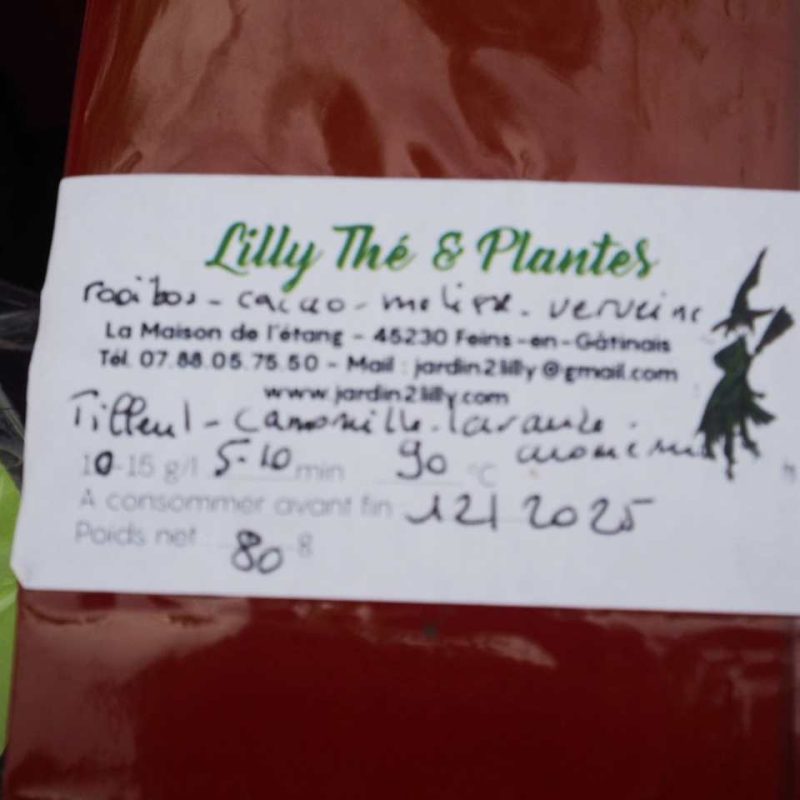 Lilly Thé & Plantes
rooibos - cacao - melisse - verveine
La Maison de l'étang - 45230 Feins-en-Gâtinais
Tél. 07.88.05.75.50 - Mail : jardin2lilly@gmail.com
www.jardin2lilly.com
Tilleul - Camomille - lavande -
10-15 g/l 5-10 min 90 °C
A consommer avant fin 12/2025
Poids net 80 g